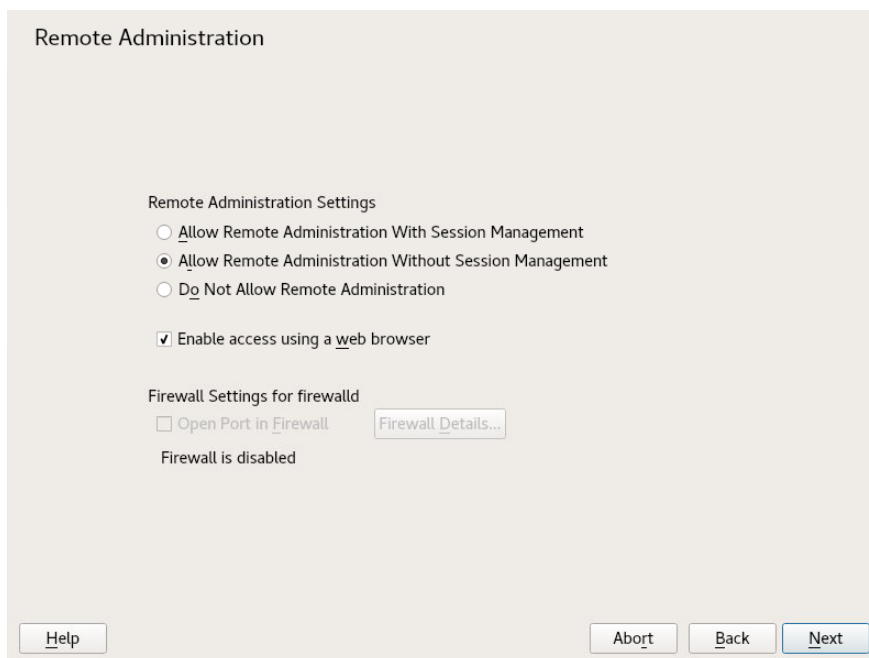 Remote Administration
Remote Administration Settings
Allow Remote Administration With Session Management
Allow Remote Administration Without Session Management
Do Not Allow Remote Administration
Enable access using a web browser
Firewall Settings for firewalld
Open Port in Firewall
Firewall Details...
Firewall is disabled
Help
Abort
Back
Next